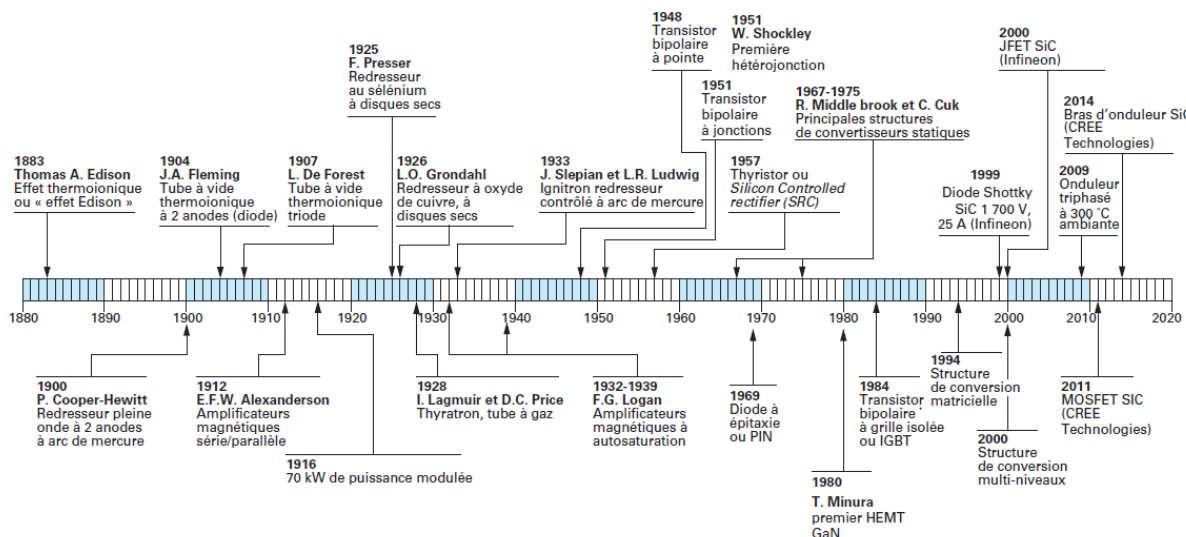 1883
Thomas A. Edison
Effet thermoionique
ou « effet Edison »
1904
J.A. Fleming
Tube à vide
thermoionique
à 2 anodes (diode)
1907
L. De Forest
Tube à vide
thermoionique
triode
1925
F. Presser
Redresseur
au sélénium
à disques secs
1926
L.O. Grondahl
Redresseur à oxyde
de cuivre, à
disques secs
1933
J. Slepian et L.R. Ludwig
Ignitron redresseur
contrôlé à arc de mercure
1948
Transistor
bipolaire
à pointe
1951
W. Shockley
Première
hétérojonction
1951
Transistor
bipolaire
à jonctions
1957
Thyristor ou
Silicon Controlled
rectifier (SRC)
1967-1975
R. Middle brook et C. Cuk
Principales structures
de convertisseurs statiques
1999
Diode Shottky
SiC 1 700 V,
25 A (Infineon)
2000
JFET SiC
(Infineon)
2009
Onduleur
triphasé
à 300 °C
ambiante
2014
Bras d'onduleur SiC
(CREE
Technologies)
1880 1890 1900 1910 1920 1930 1940 1950 1960 1970 1980 1990 2000 2010 2020
1900
P. Cooper-Hewitt
Redresseur pleine
onde à 2 anodes
à arc de mercure
1912
E.F.W. Alexanderson
Amplificateurs
magnétiques
série/parallèle
1916
70 kW de puissance modulée
1928
I. Lagmuir et D.C. Price
Thyratron, tube à gaz
1932-1939
F.G. Logan
Amplificateurs
magnétiques à
autosaturation
1969
Diode à
épitaxie
ou PIN
1980
T. Minura
premier HEMT
GaN
1984
Transistor
bipolaire
à grille isolée
ou IGBT
1994
Structure
de conversion
matricielle
2000
Structure
de conversion
multi-niveaux
2011
MOSFET SIC
(CREE
Technologies)